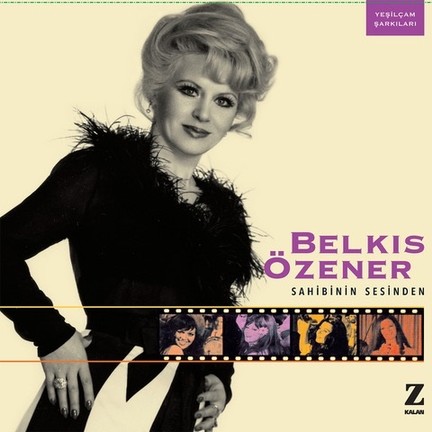 YEŞİLÇAM
ŞARKILARI
BELKIS
ÖZENER
SAHİBİNİN SESİNDEN
Z
KALAN